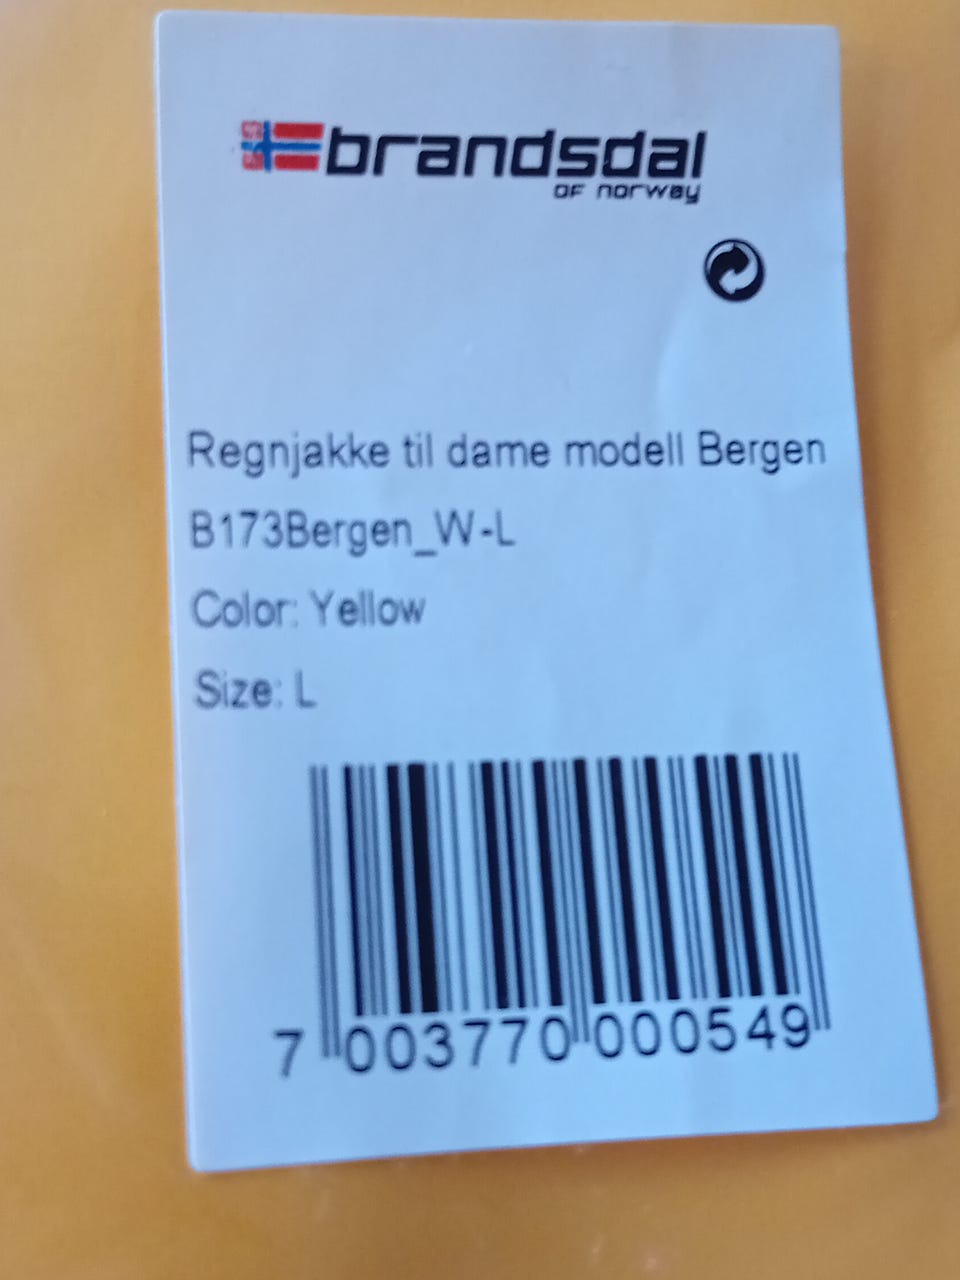 brandsdal
OF norway
Regnjakke til dame modell Bergen
B173Bergen_W-L
Color: Yellow
Size: L
7 003770 000549